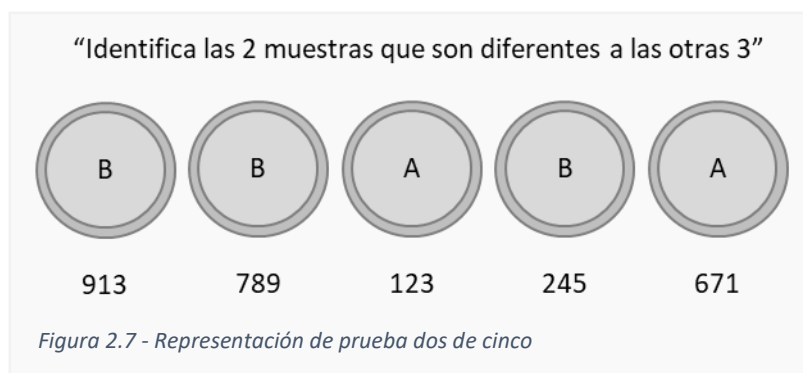 “Identifica las 2 muestras que son diferentes a las otras 3”
B B A B A
913 789 123 245 671
Figura 2.7 - Representación de prueba dos de cinco